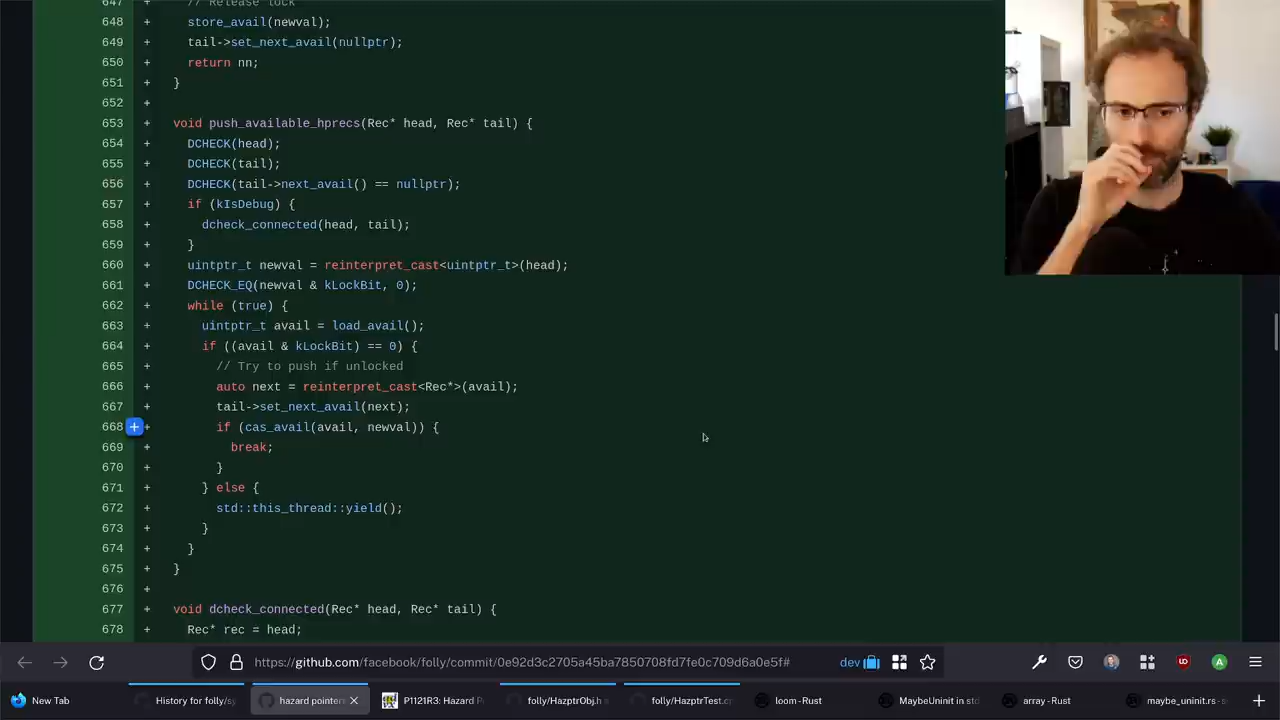 647 + // Release lock
648 + store_avail(newval);
649 + tail->set_next_avail(nullptr);
650 + return nn;
651 + }
652 +
653 + void push_available_hprecs(Rec* head, Rec* tail) {
654 + DCHECK(head);
655 + DCHECK(tail);
656 + DCHECK(tail->next_avail() == nullptr);
657 + if (kIsDebug) {
658 + dcheck_connected(head, tail);
659 + }
660 + uintptr_t newval = reinterpret_cast<uintptr_t>(head);
661 + DCHECK_EQ(newval & kLockBit, 0);
662 + while (true) {
663 + uintptr_t avail = load_avail();
664 + if ((avail & kLockBit) == 0) {
665 + // Try to push if unlocked
666 + auto next = reinterpret_cast<Rec*>(avail);
667 + tail->set_next_avail(next);
668 + if (cas_avail(avail, newval)) {
669 + break;
670 + }
671 + } else {
672 + std::this_thread::yield();
673 + }
674 + }
675 + }
676 +
677 + void dcheck_connected(Rec* head, Rec* tail) {
678 + Rec* rec = head;
https://github.com/facebook/folly/commit/0e92d3c2705a45ba7850708fd7fe0c709d6a0e5f# dev
New Tab History for folly/sy hazard pointer P1121R3: Hazard P folly/HazptrObj.h folly/HazptrTest.c loom - Rust MaybeUninit in std array - Rust maybe_uninit.rs - s